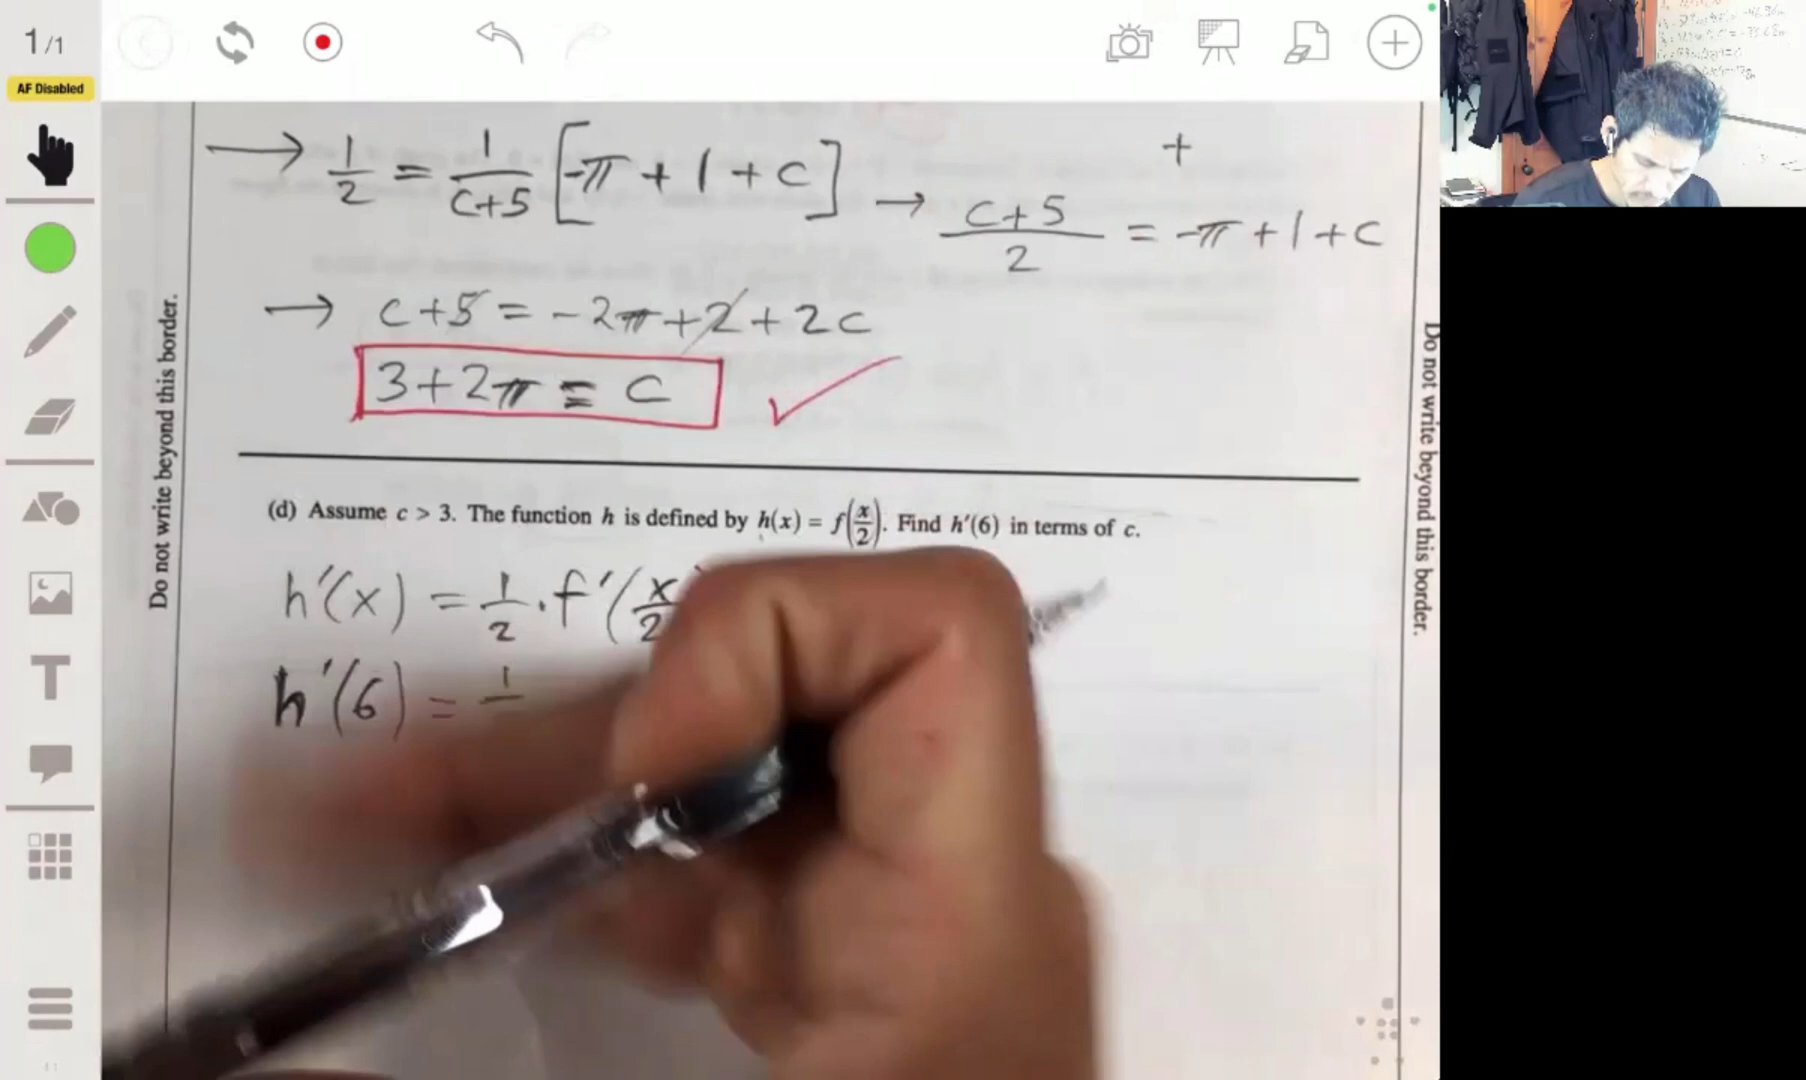 1/1
AF Disabled
T
→ 1/2 = 1/(c+5) [-π + 1 + c] → (c+5)/2 = -π + 1 + c
+
→ c+5 = -2π + 2 + 2c
3+2π = c ✓
Do not write beyond this border.
Do not write beyond this border.
(d) Assume c > 3. The function h is defined by h(x) = f(x/2). Find h′(6) in terms of c.
h′(x) = 1/2 · f′(x/2
h′(6) = 1